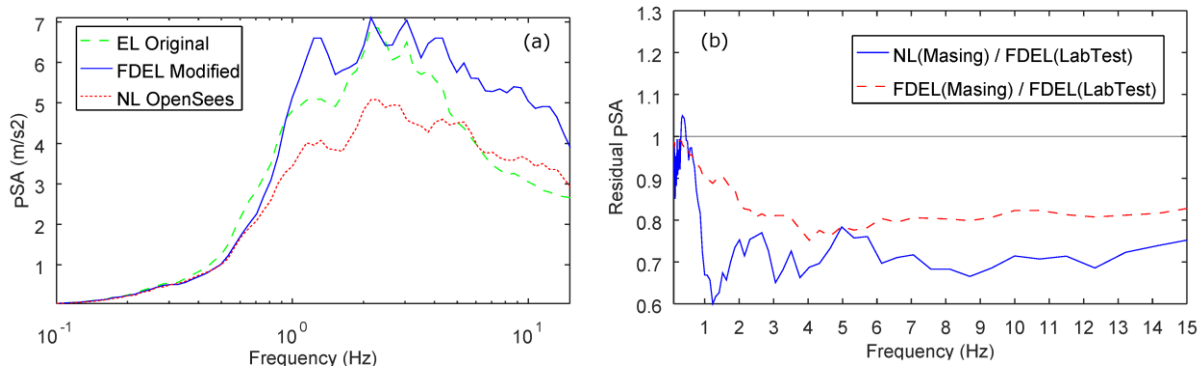 7
6
5
4
3
2
1
pSA (m/s2)
EL Original
FDEL Modified
NL OpenSees
(a)
10-1
100
101
Frequency (Hz)
1.3
1.2
1.1
1
0.9
0.8
0.7
0.6
Residual pSA
(b)
NL(Masing) / FDEL(LabTest)
FDEL(Masing) / FDEL(LabTest)
1 2 3 4 5 6 7 8 9 10 11 12 13 14 15
Frequency (Hz)